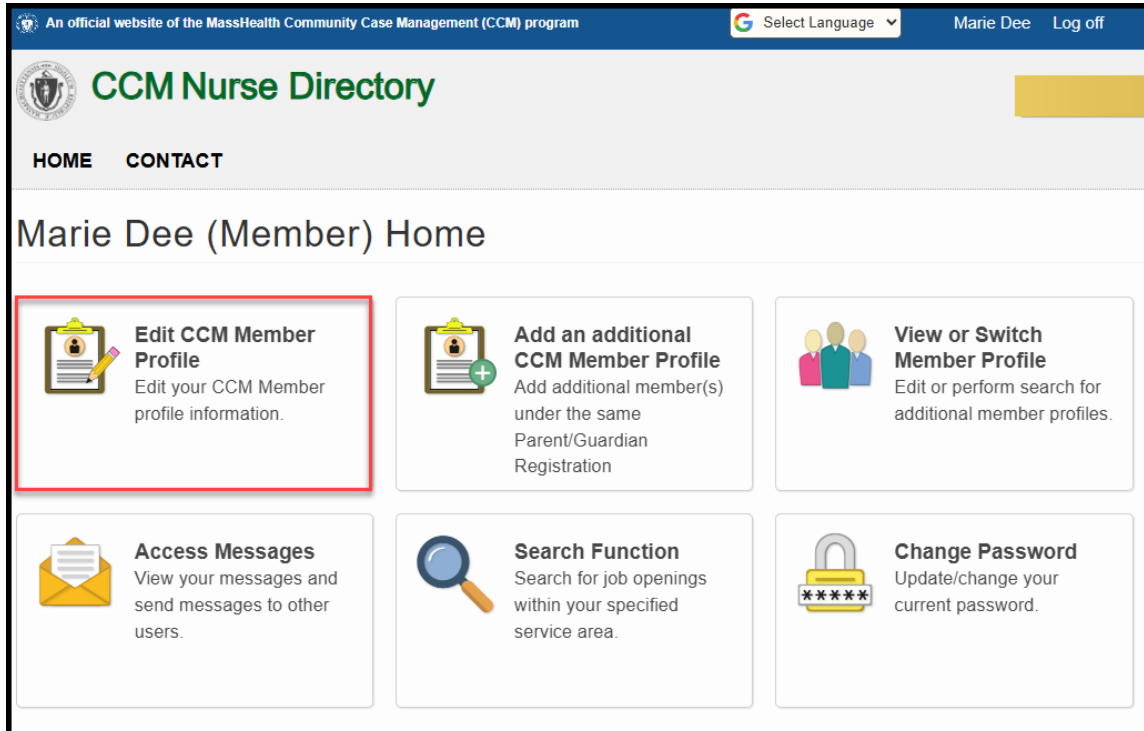 An official website of the MassHealth Community Case Management (CCM) program
Select Language
Marie Dee
Log off
CCM Nurse Directory
HOME
CONTACT
Marie Dee (Member) Home
Edit CCM Member
Profile
Edit your CCM Member
profile information.
Add an additional
CCM Member Profile
Add additional member(s)
under the same
Parent/Guardian
Registration
View or Switch
Member Profile
Edit or perform search for
additional member profiles.
Access Messages
View your messages and
send messages to other
users.
Search Function
Search for job openings
within your specified
service area.
*****
Change Password
Update/change your
current password.